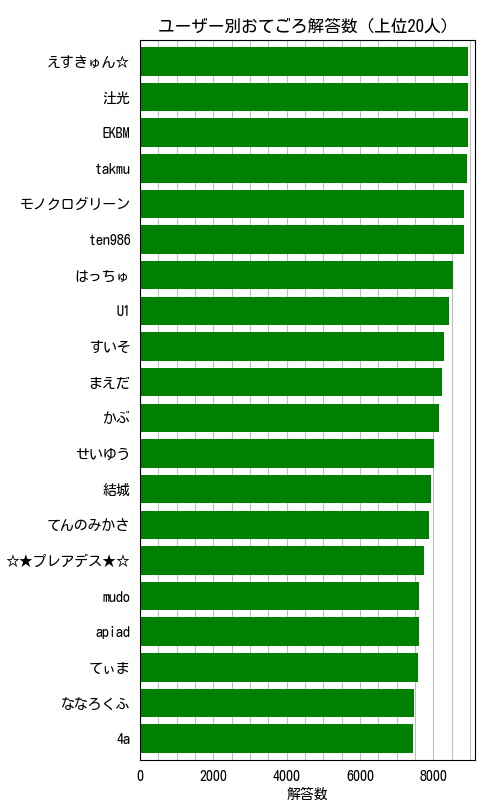 ユーザー別おてごろ解答数 (上位20人)
えすきゅん☆
汢光
EKBM
takmu
モノクログリーン
ten986
はっちゅ
U1
すいそ
まえだ
かぶ
せいゆう
結城
てんのみかさ
☆★プレアデス★☆
mudo
apiad
てぃま
ななろくふ
4a
0 2000 4000 6000 8000
解答数